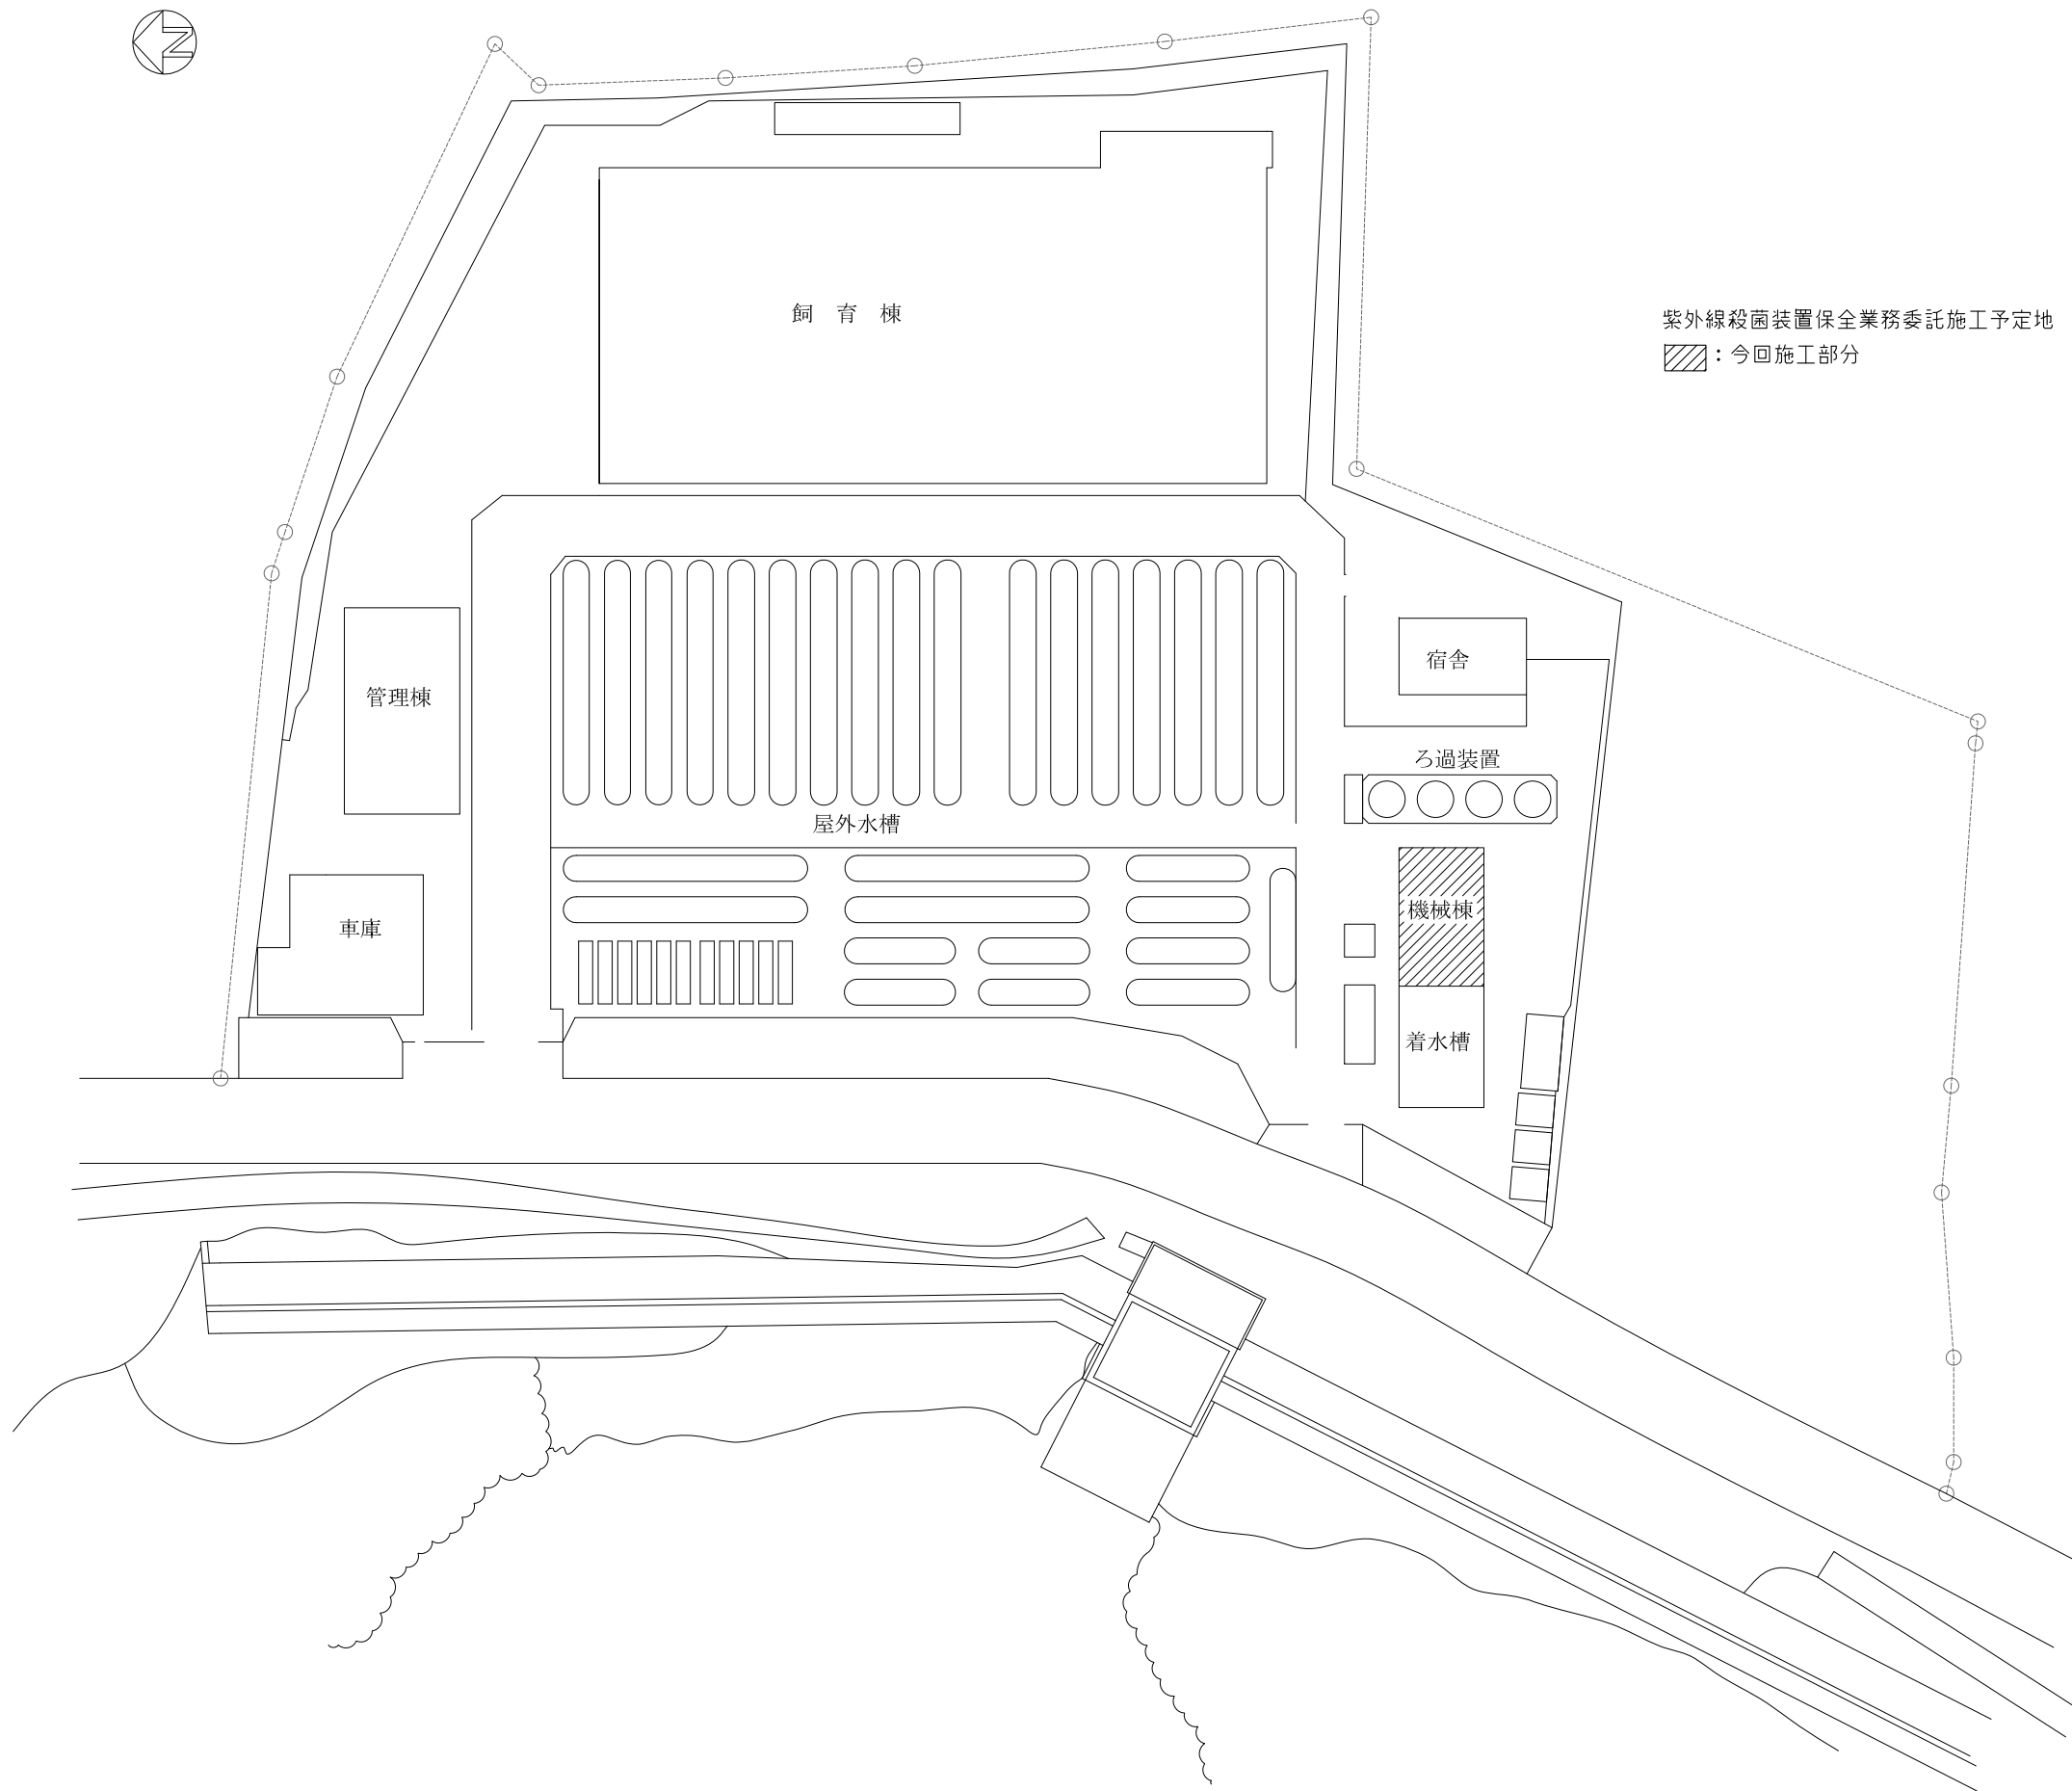 N
飼 育 棟
紫外線殺菌装置保全業務委託施工予定地
：今回施工部分
宿舎
管理棟
ろ過装置
屋外水槽
機械棟
車庫
着水槽